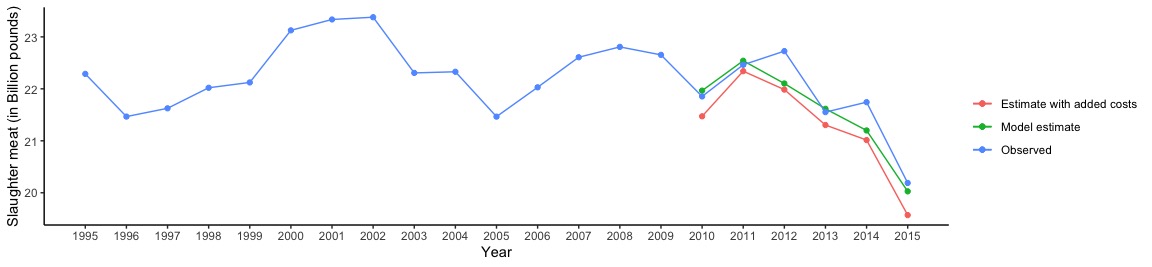 Slaughter meat (in Billion pounds)
23
22
21
20
1995 1996 1997 1998 1999 2000 2001 2002 2003 2004 2005 2006 2007 2008 2009 2010 2011 2012 2013 2014 2015
Year
Estimate with added costs
Model estimate
Observed